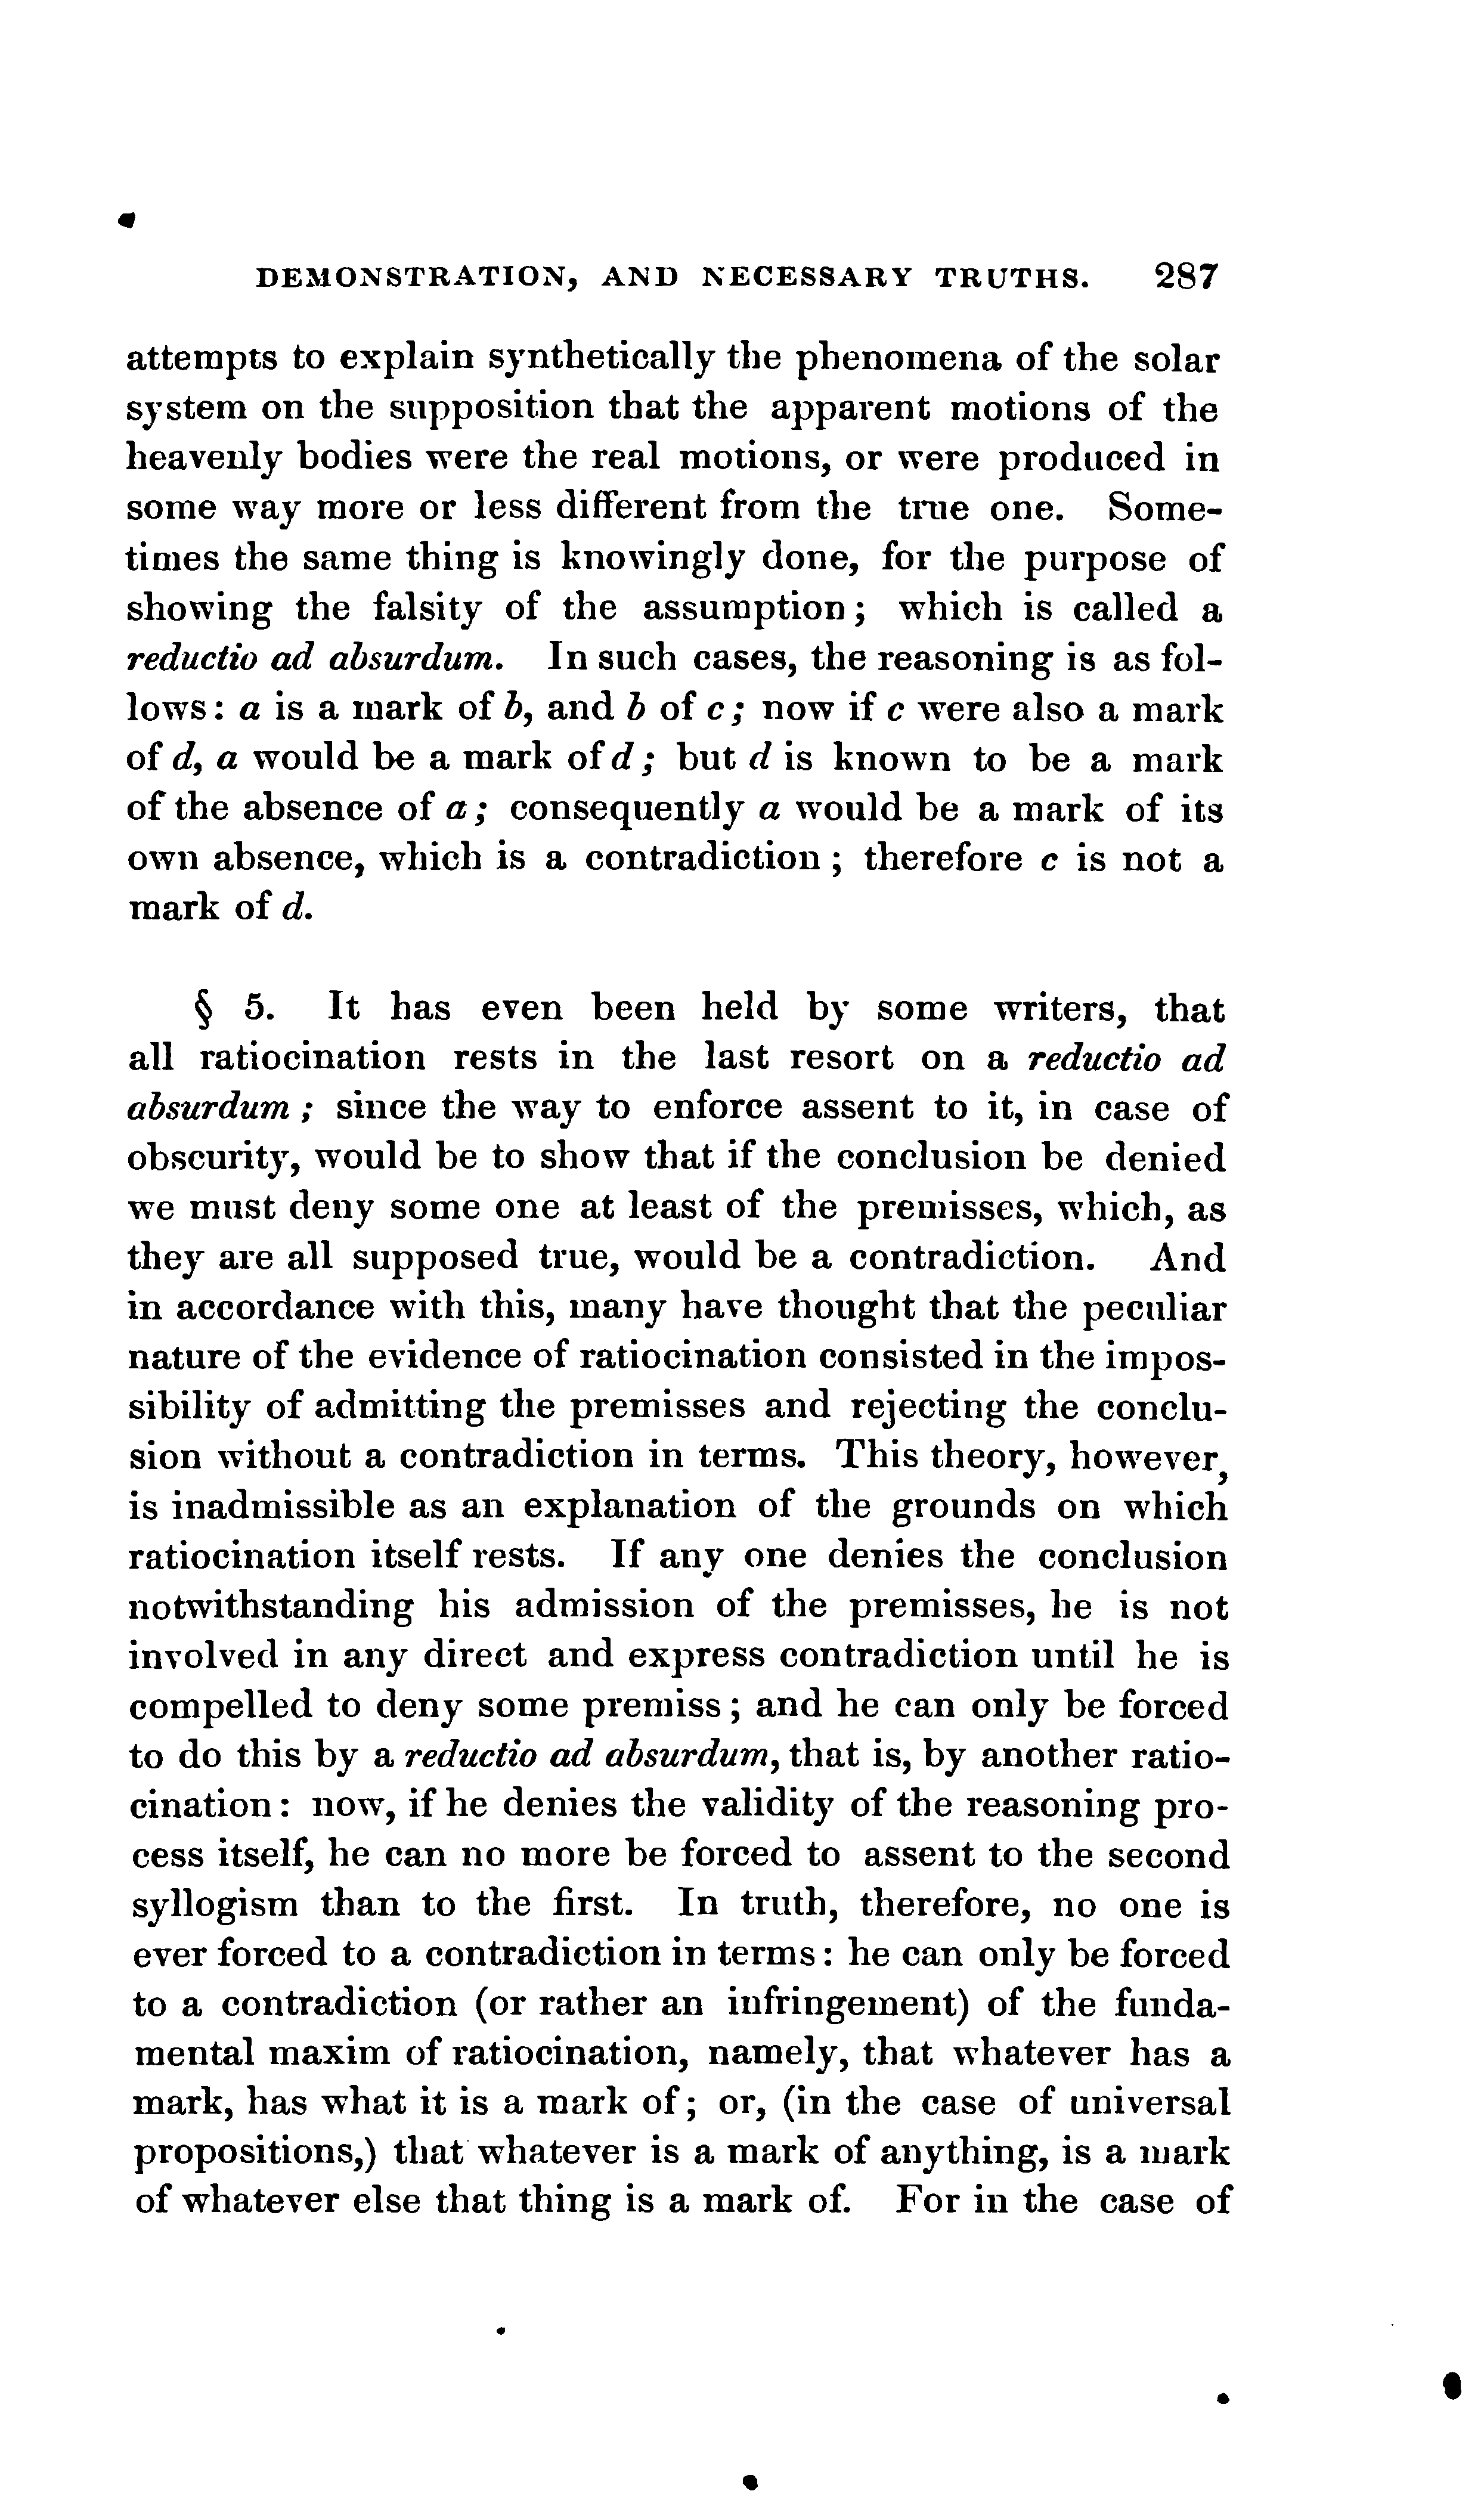 DEMONSTRATION, AND NECESSARY TRUTHS. 287
attempts to explain synthetically the phenomena of the solar
system on the supposition that the apparent motions of the
heavenly bodies were the real motions, or were produced in
some way more or less different from the true one. Some-
times the same thing is knowingly done, for the purpose of
showing the falsity of the assumption; which is called a
reductio ad absurdum. In such cases, the reasoning is as fol-
lows: a is a mark of b, and b of c; now if c were also a mark
of d, a would be a mark of d; but d is known to be a mark
of the absence of a; consequently a would be a mark of its
own absence, which is a contradiction; therefore c is not a
mark of d.
§ 5. It has even been held by some writers, that
all ratiocination rests in the last resort on a reductio ad
absurdum; since the way to enforce assent to it, in case of
obscurity, would be to show that if the conclusion be denied
we must deny some one at least of the premisses, which, as
they are all supposed true, would be a contradiction. And
in accordance with this, many have thought that the peculiar
nature of the evidence of ratiocination consisted in the impos-
sibility of admitting the premisses and rejecting the conclu-
sion without a contradiction in terms. This theory, however,
is inadmissible as an explanation of the grounds on which
ratiocination itself rests. If any one denies the conclusion
notwithstanding his admission of the premisses, he is not
involved in any direct and express contradiction until he is
compelled to deny some premiss; and he can only be forced
to do this by a reductio ad absurdum, that is, by another ratio-
cination: now, if he denies the validity of the reasoning pro-
cess itself, he can no more be forced to assent to the second
syllogism than to the first. In truth, therefore, no one is
ever forced to a contradiction in terms: he can only be forced
to a contradiction (or rather an infringement) of the funda-
mental maxim of ratiocination, namely, that whatever has a
mark, has what it is a mark of; or, (in the case of universal
propositions,) that whatever is a mark of anything, is a mark
of whatever else that thing is a mark of. For in the case of